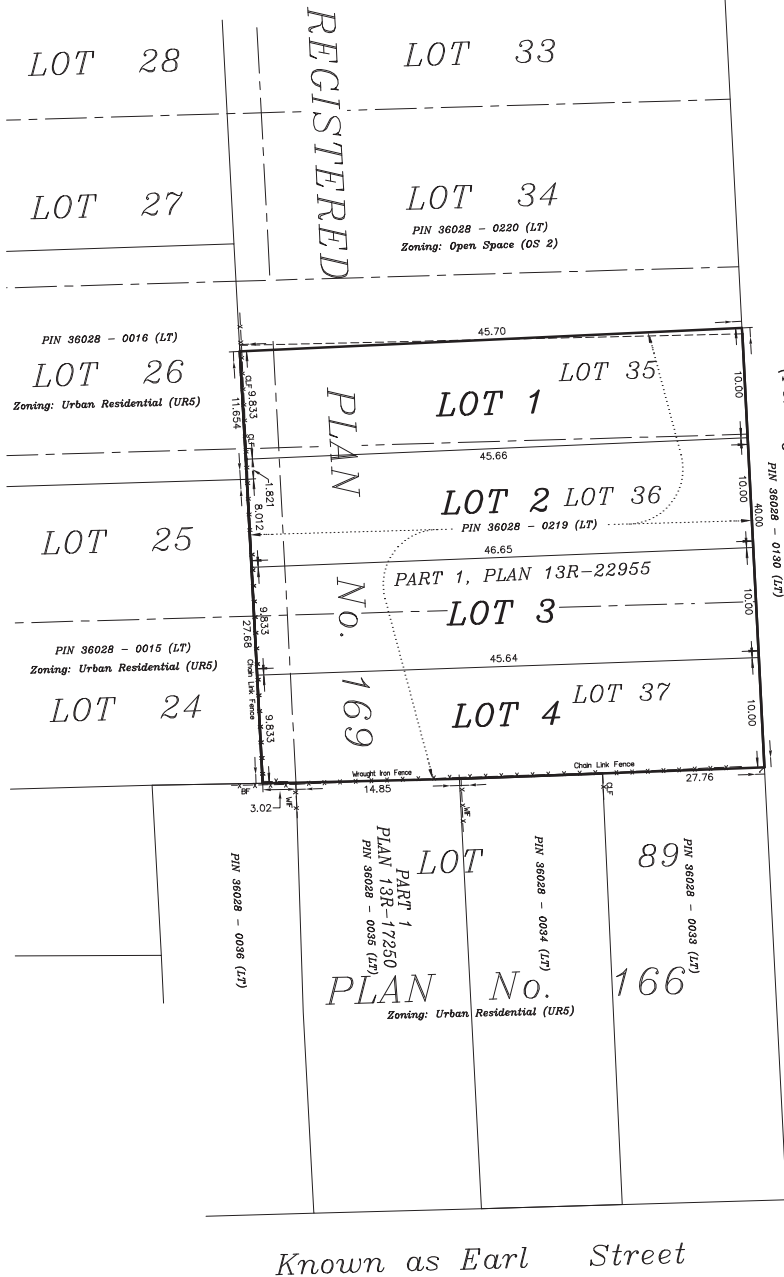 LOT 28
LOT 33
REGISTERED
LOT 27
LOT 34
PIN 36028 - 0220 (LT)
Zoning: Open Space (OS 2)
45.70
PIN 36028 - 0016 (LT)
LOT 26
Zoning: Urban Residential (UR5)
CLF
9.833
11.654
CLF
PLAN
LOT 1
LOT 35
10.00
45.66
1.821
8.012
LOT 2
LOT 36
10.00
40.00
PIN 36028 - 0130 (LT)
LOT 25
PIN 36028 - 0219 (LT)
46.65
PART 1, PLAN 13R-22955
No.
LOT 3
10.00
9.833
27.68
Chain Link Fence
PIN 36028 - 0015 (LT)
Zoning: Urban Residential (UR5)
45.64
LOT 24
169
LOT 4
LOT 37
10.00
9.833
Wrought Iron Fence
Chain Link Fence
14.85
27.76
BF
3.02
WF
WF
CLF
PIN 36028 - 0036 (LT)
PART 1
PLAN 13R-17250
PIN 36028 - 0035 (LT)
LOT
89
PIN 36028 - 0034 (LT)
PIN 36028 - 0033 (LT)
PLAN No. 166
Zoning: Urban Residential (UR5)
Known as Earl Street